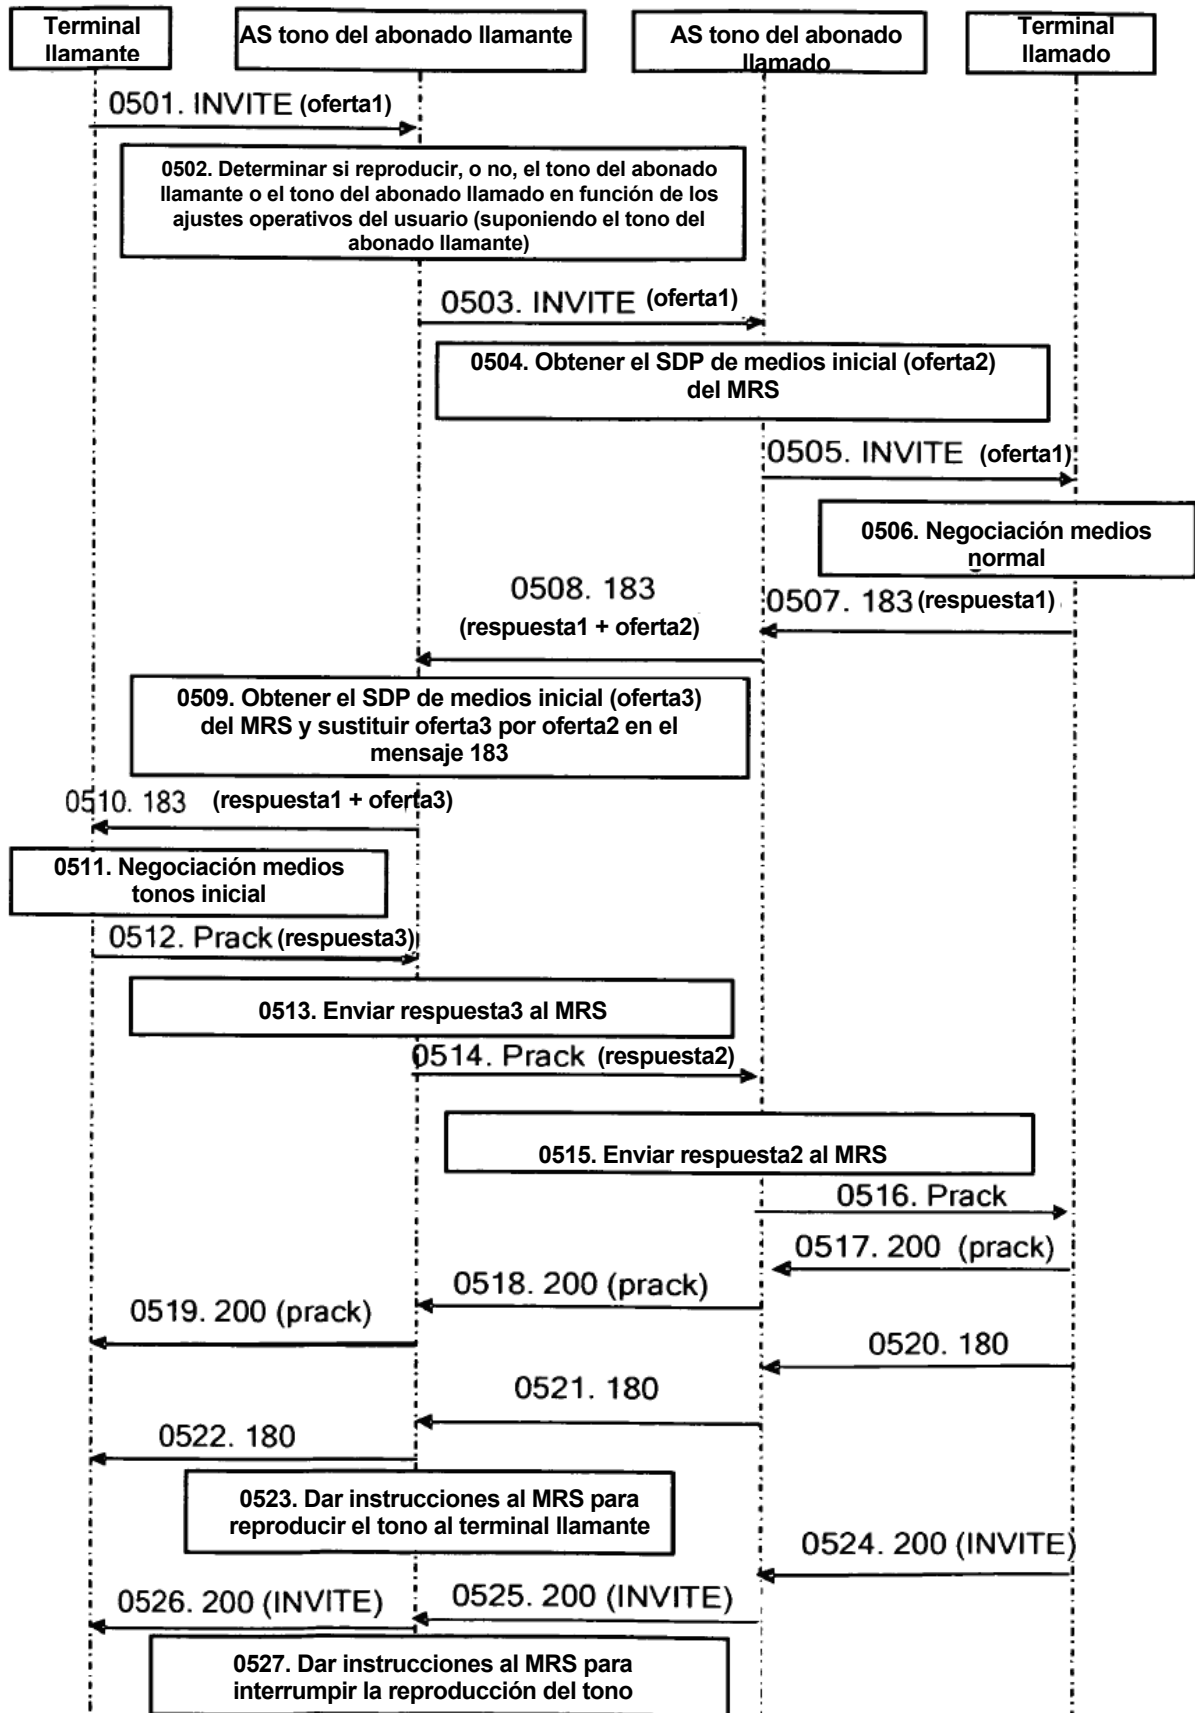 Terminal
llamante
AS tono del abonado llamante
AS tono del abonado
llamado
Terminal
llamado
0501. INVITE (oferta1)
0502. Determinar si reproducir, o no, el tono del abonado
llamante o el tono del abonado llamado en función de los
ajustes operativos del usuario (suponiendo el tono del
abonado llamante)
0503. INVITE (oferta1)
0504. Obtener el SDP de medios inicial (oferta2)
del MRS
0505. INVITE (oferta1)
0506. Negociación medios
normal
0508. 183
(respuesta1 + oferta2)
0507. 183 (respuesta1)
0509. Obtener el SDP de medios inicial (oferta3)
del MRS y sustituir oferta3 por oferta2 en el
mensaje 183
0510. 183 (respuesta1 + oferta3)
0511. Negociación medios
tonos inicial
0512. Prack (respuesta3)
0513. Enviar respuesta3 al MRS
0514. Prack (respuesta2)
0515. Enviar respuesta2 al MRS
0516. Prack
0517. 200 (prack)
0518. 200 (prack)
0519. 200 (prack)
0520. 180
0521. 180
0522. 180
0523. Dar instrucciones al MRS para
reproducir el tono al terminal llamante
0524. 200 (INVITE)
0525. 200 (INVITE)
0526. 200 (INVITE)
0527. Dar instrucciones al MRS para
interrumpir la reproducción del tono